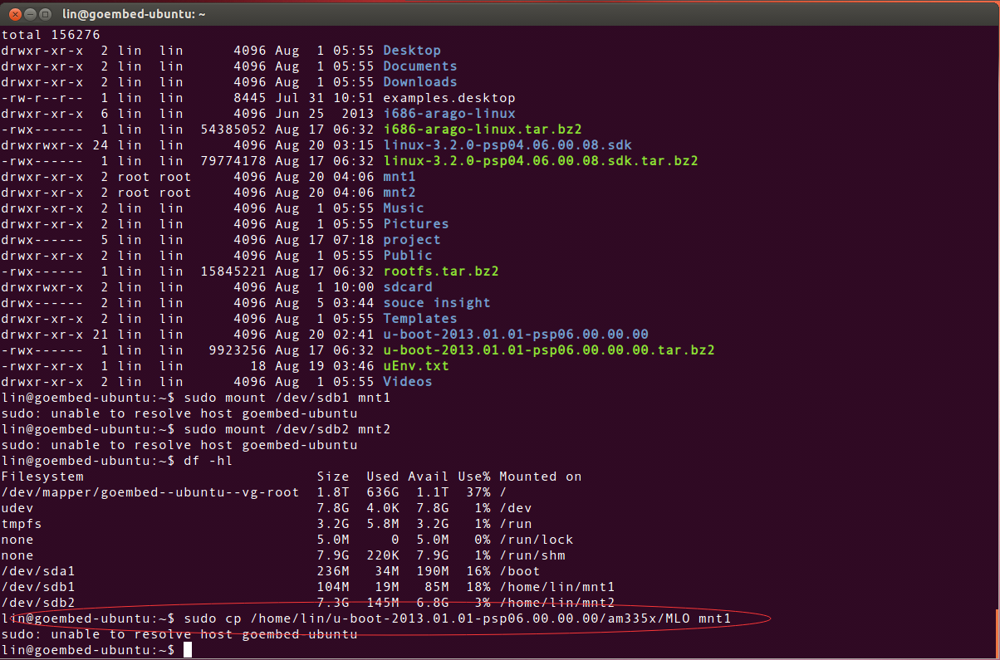 lin@goembed-ubuntu: ~
total 156276
drwxr-xr-x  2 lin  lin      4096 Aug  1 05:55 Desktop
drwxr-xr-x  2 lin  lin      4096 Aug  1 05:55 Documents
drwxr-xr-x  2 lin  lin      4096 Aug  1 05:55 Downloads
-rw-r--r--  1 lin  lin      8445 Jul 31 10:51 examples.desktop
drwxr-xr-x  6 lin  lin      4096 Jun 25  2013 i686-arago-linux
-rwx------  1 lin  lin  54385052 Aug 17 06:32 i686-arago-linux.tar.bz2
drwxrwxr-x 24 lin  lin      4096 Aug 20 03:15 linux-3.2.0-psp04.06.00.08.sdk
-rwx------  1 lin  lin  79774178 Aug 17 06:32 linux-3.2.0-psp04.06.00.08.sdk.tar.bz2
drwxr-xr-x  2 root root     4096 Aug 20 04:06 mnt1
drwxr-xr-x  2 root root     4096 Aug 20 04:06 mnt2
drwxr-xr-x  2 lin  lin      4096 Aug  1 05:55 Music
drwxr-xr-x  2 lin  lin      4096 Aug  1 05:55 Pictures
drwx------  5 lin  lin      4096 Aug 17 07:18 project
drwxr-xr-x  2 lin  lin      4096 Aug  1 05:55 Public
-rwx------  1 lin  lin  15845221 Aug 17 06:32 rootfs.tar.bz2
drwxrwxr-x  2 lin  lin      4096 Aug  1 10:00 sdcard
drwx------  2 lin  lin      4096 Aug  5 03:44 souce insight
drwxr-xr-x  2 lin  lin      4096 Aug  1 05:55 Templates
drwxr-xr-x 21 lin  lin      4096 Aug 20 02:41 u-boot-2013.01.01-psp06.00.00.00
-rwx------  1 lin  lin   9923256 Aug 17 06:32 u-boot-2013.01.01-psp06.00.00.00.tar.bz2
-rwxr-xr-x  1 lin  lin        18 Aug 19 03:46 uEnv.txt
drwxr-xr-x  2 lin  lin      4096 Aug  1 05:55 Videos
lin@goembed-ubuntu:~$ sudo mount /dev/sdb1 mnt1
sudo: unable to resolve host goembed-ubuntu
lin@goembed-ubuntu:~$ sudo mount /dev/sdb2 mnt2
sudo: unable to resolve host goembed-ubuntu
lin@goembed-ubuntu:~$ df -hl
Filesystem                            Size  Used Avail Use% Mounted on
/dev/mapper/goembed--ubuntu--vg-root  1.8T  636G  1.1T  37% /
udev                                  7.8G  4.0K  7.8G   1% /dev
tmpfs                                 3.2G  5.8M  3.2G   1% /run
none                                  5.0M     0  5.0M   0% /run/lock
none                                  7.9G  220K  7.9G   1% /run/shm
/dev/sda1                             236M   34M  190M  16% /boot
/dev/sdb1                             104M   19M   85M  18% /home/lin/mnt1
/dev/sdb2                             7.3G  145M  6.8G   3% /home/lin/mnt2
lin@goembed-ubuntu:~$ sudo cp /home/lin/u-boot-2013.01.01-psp06.00.00.00/am335x/MLO mnt1
sudo: unable to resolve host goembed-ubuntu
lin@goembed-ubuntu:~$